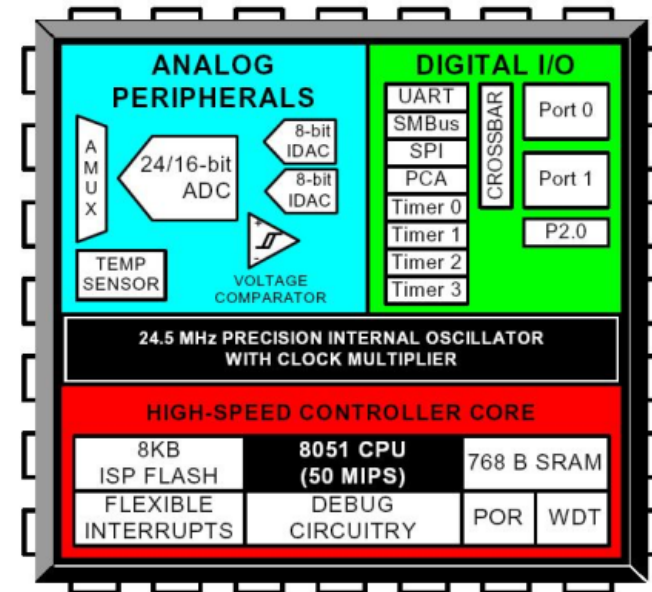 ANALOG
PERIPHERALS
AMUX
24/16-bit
ADC
8-bit
IDAC
8-bit
IDAC
+
-
TEMP
SENSOR
VOLTAGE
COMPARATOR
DIGITAL I/O
UART
SMBus
SPI
PCA
Timer 0
Timer 1
Timer 2
Timer 3
CROSSBAR
Port 0
Port 1
P2.0
24.5 MHz PRECISION INTERNAL OSCILLATOR
WITH CLOCK MULTIPLIER
HIGH-SPEED CONTROLLER CORE
8KB
ISP FLASH
8051 CPU
(50 MIPS)
768 B SRAM
FLEXIBLE
INTERRUPTS
DEBUG
CIRCUITRY
POR
WDT